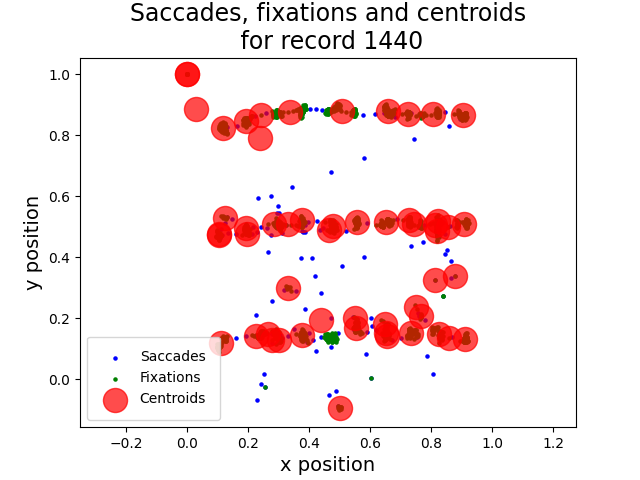 Saccades, fixations and centroids
for record 1440
y position
1.0
0.8
0.6
0.4
0.2
0.0
Saccades
Fixations
Centroids
−0.2
0.0
0.2
0.4
0.6
0.8
1.0
1.2
x position